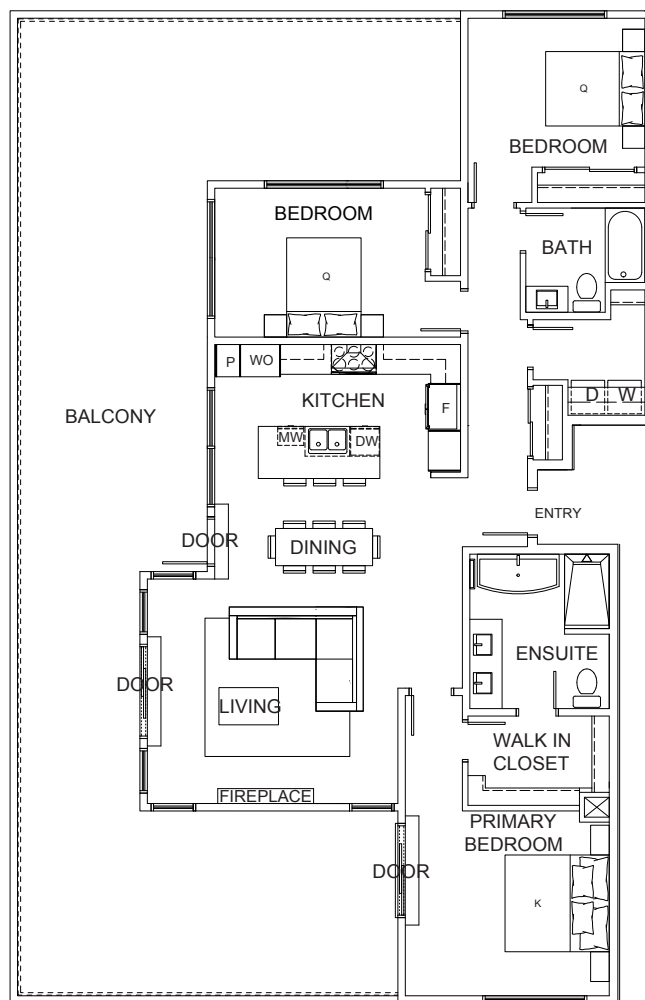 Q
BEDROOM
BEDROOM
BATH
Q
P
WO
KITCHEN
D
W
BALCONY
F
MW
DW
ENTRY
DOOR
DINING
ENSUITE
DOOR
LIVING
WALK IN
CLOSET
FIREPLACE
PRIMARY
BEDROOM
DOOR
K